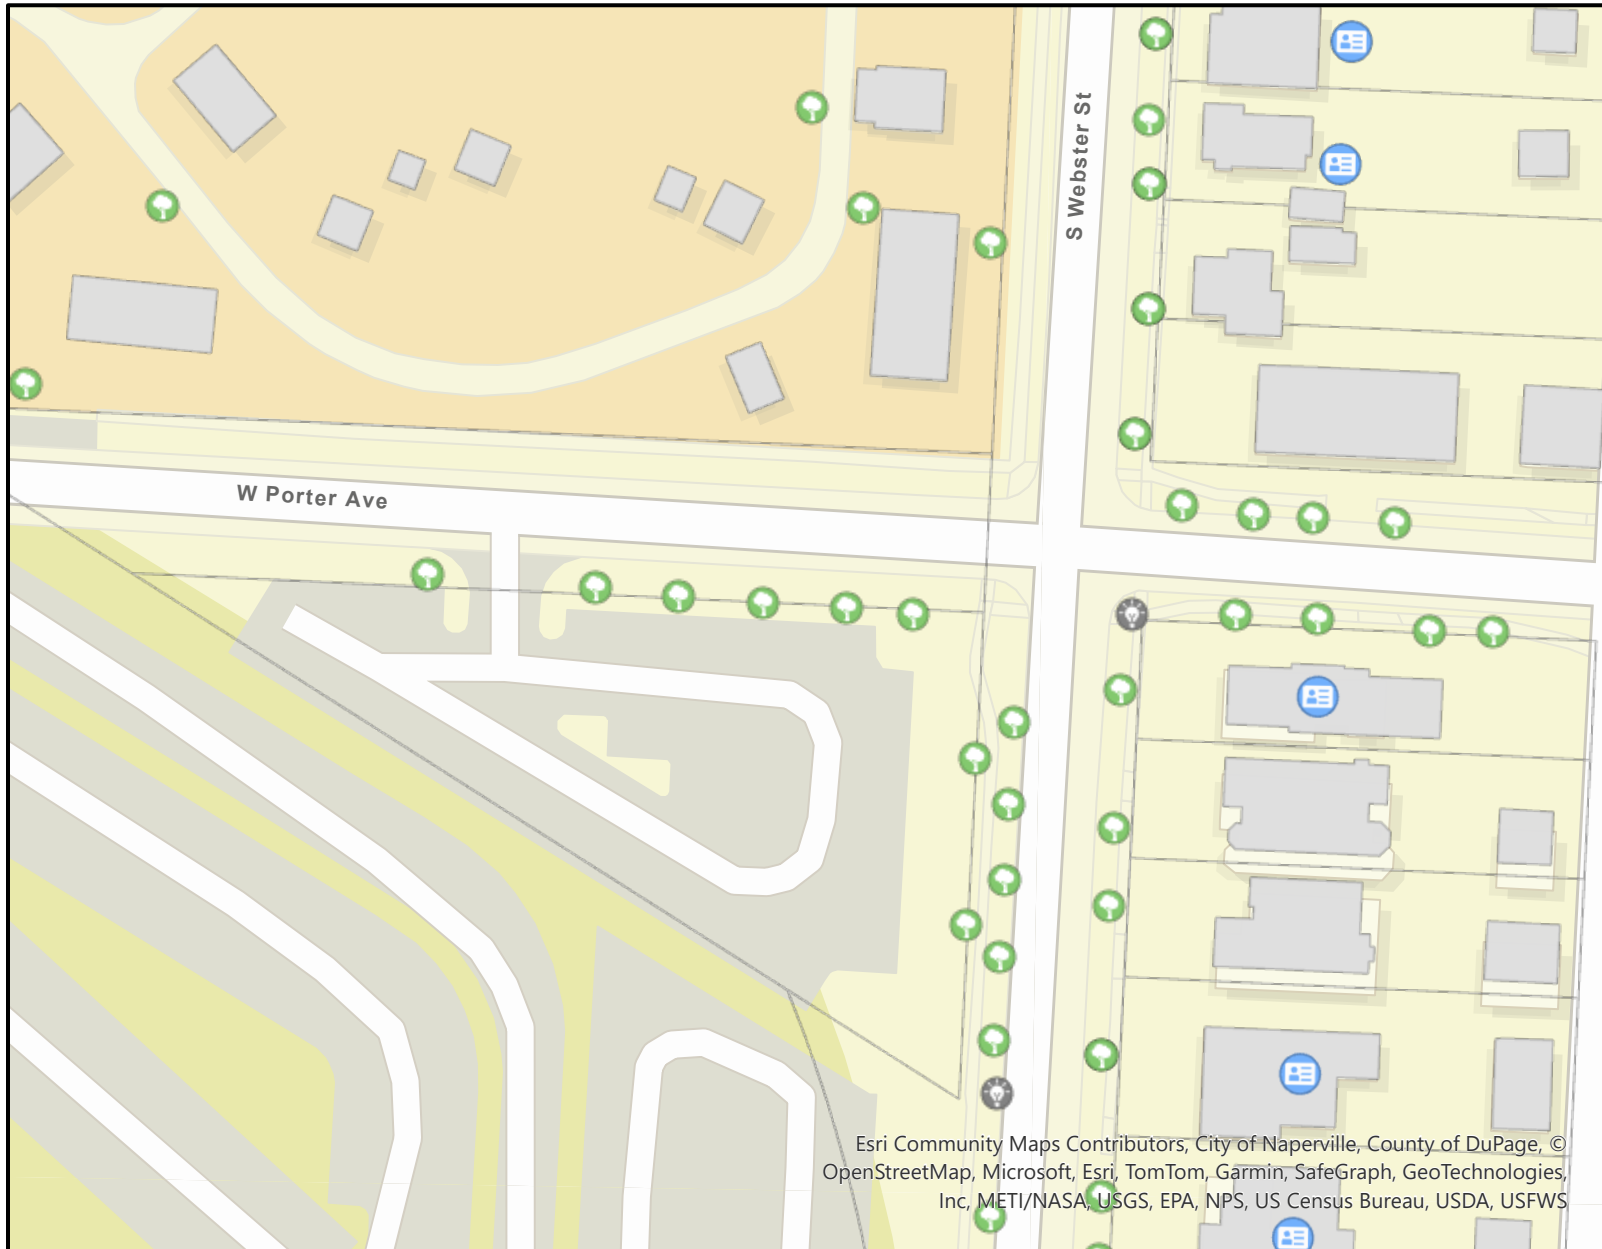 S Webster St
W Porter Ave
Esri Community Maps Contributors, City of Naperville, County of DuPage, ©
OpenStreetMap, Microsoft, Esri, TomTom, Garmin, SafeGraph, GeoTechnologies,
Inc, METI/NASA, USGS, EPA, NPS, US Census Bureau, USDA, USFWS